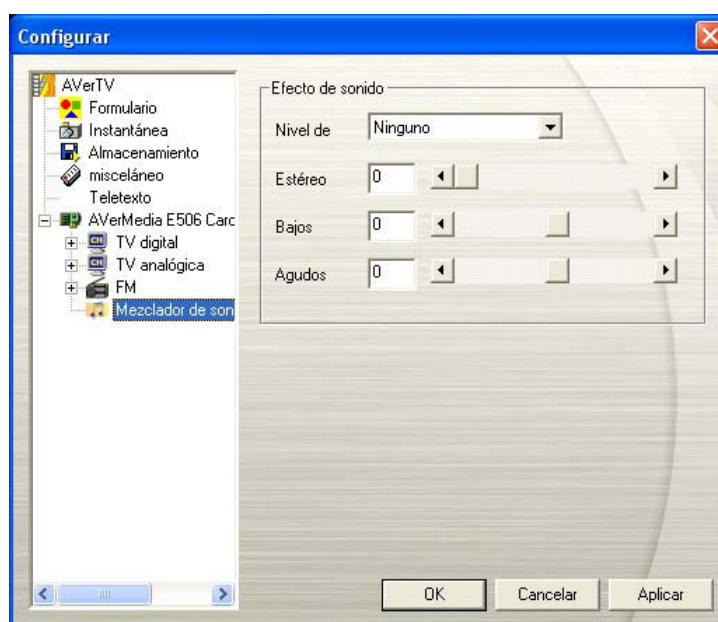 Configurar
AVerTV
Formulario
Instantánea
Almacenamiento
misceláneo
Teletexto
AVerMedia E506 Carc
TV digital
TV analógica
FM
Mezclador de son
Efecto de sonido
Nivel de
Ninguno
Estéreo
0
Bajos
0
Agudos
0
OK
Cancelar
Aplicar